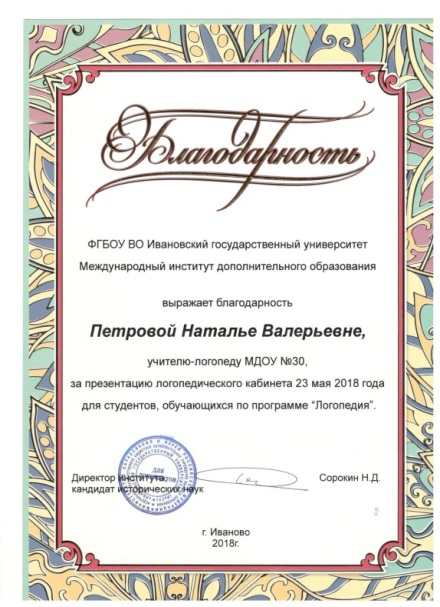 Благодарность
ФГБОУ ВО Ивановский государственный университет
Международный институт дополнительного образования
выражает благодарность
Петровой Наталье Валерьевне,
учителю-логопеду МДОУ №30,
за презентацию логопедического кабинета 23 мая 2018 года
для студентов, обучающихся по программе “Логопедия”.
для
документов
Директор института, Сорокин Н.Д.
кандидат исторических наук
г. Иваново
2018г.